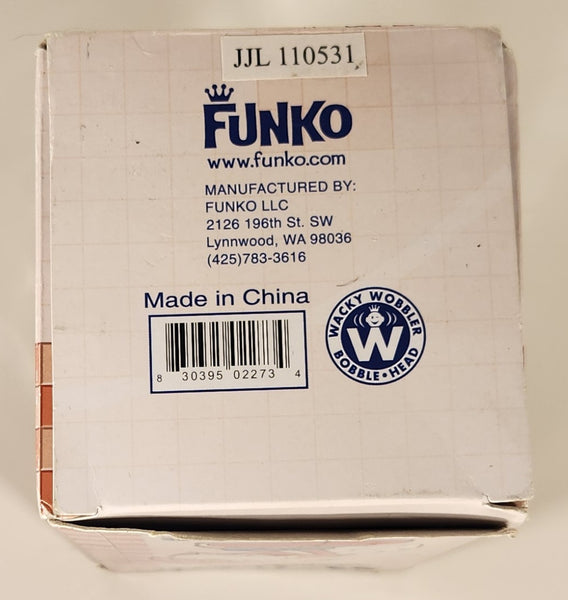 JJL 110531
FUNKO
www.funko.com
MANUFACTURED BY:
FUNKO LLC
2126 196th St. SW
Lynnwood, WA 98036
(425)783-3616
Made in China
8 30395 02273 4
WACKY WOBBLER
W
BOBBLE•HEAD